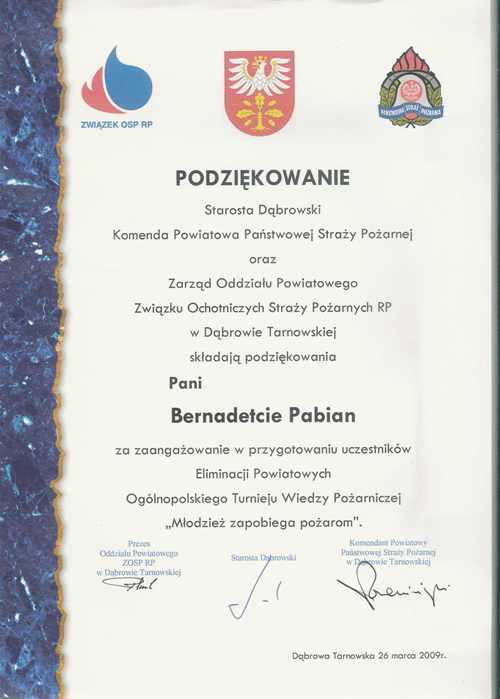 ZWIĄZEK OSP RP
PODZIĘKOWANIE
Starosta Dąbrowski
Komenda Powiatowa Państwowej Straży Pożarnej
oraz
Zarząd Oddziału Powiatowego
Związku Ochotniczych Straży Pożarnych RP
w Dąbrowie Tarnowskiej
składają podziękowania
Pani
Bernadetcie Pabian
za zaangażowanie w przygotowaniu uczestników
Eliminacji Powiatowych
Ogólnopolskiego Turnieju Wiedzy Pożarniczej
„Młodzież zapobiega pożarom”.
Prezes
Oddziału Powiatowego
ZOSP RP
w Dąbrowie Tarnowskiej
Starosta Dąbrowski
Komendant Powiatowy
Państwowej Straży Pożarnej
w Dąbrowie Tarnowskiej
Dąbrowa Tarnowska 26 marca 2009r.